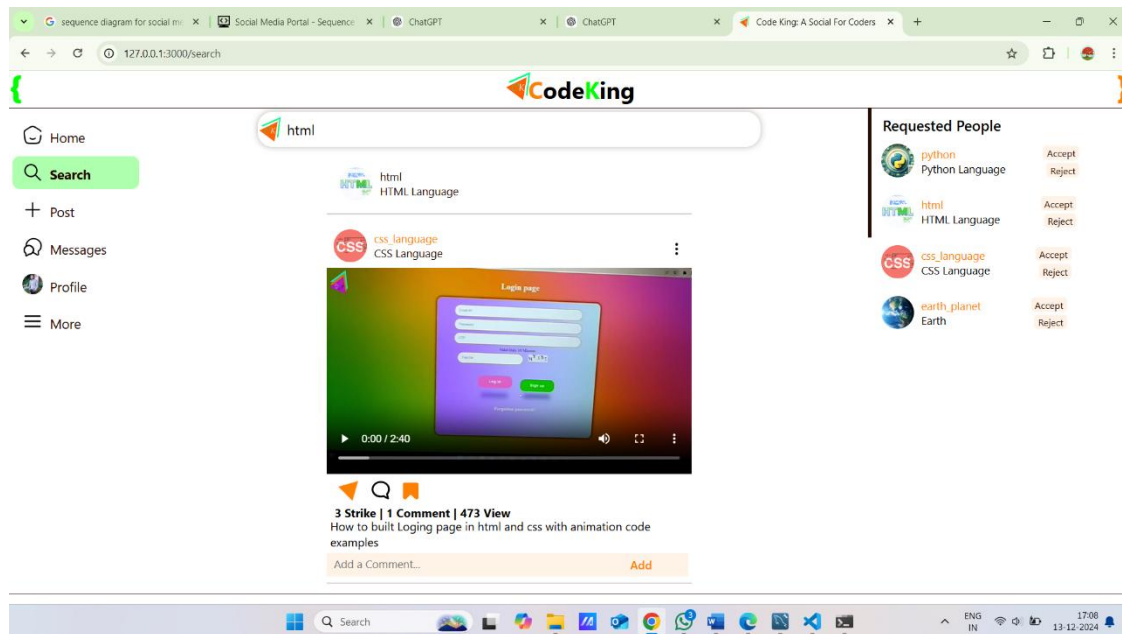 sequence diagram for social me
Social Media Portal - Sequence
ChatGPT
ChatGPT
Code King: A Social For Coders
127.0.0.1:3000/search
{
CodeKing
Home
Search
Post
Messages
Profile
More
html
html
HTML Language
css_language
CSS Language
Login page
Log in
Sign up
0:00 / 2:40
3 Strike | 1 Comment | 473 View
How to built Loging page in html and css with animation code
examples
Add a Comment...
Add
Requested People
python
Python Language
Accept
Reject
html
HTML Language
Accept
Reject
css_language
CSS Language
Accept
Reject
earth_planet
Earth
Accept
Reject
Search
ENG
IN
17:08
13-12-2024